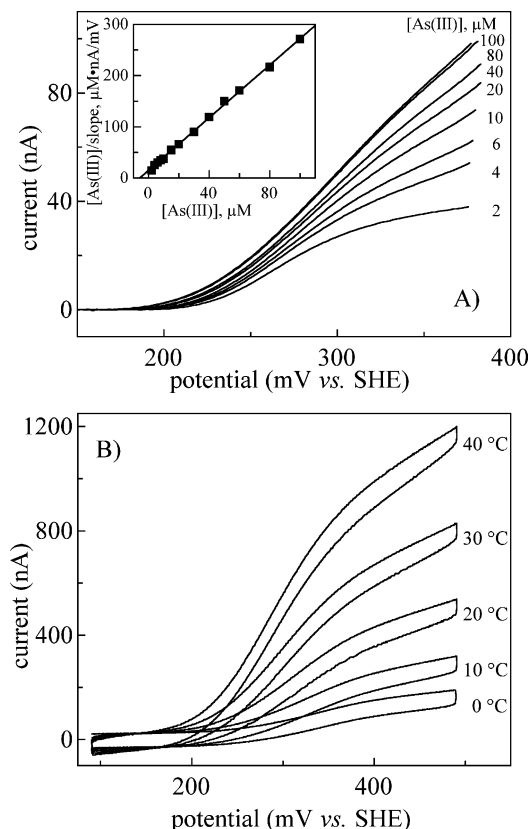 [As(III)], μM
100
80
40
20
10
6
4
2
300
200
100
0
0
40
80
[As(III)]/slope, μM•nA/mV
[As(III)], μM
80
40
0
current (nA)
A)
200
300
400
potential (mV vs. SHE)
B)
1200
800
400
0
current (nA)
40 °C
30 °C
20 °C
10 °C
0 °C
200
400
potential (mV vs. SHE)